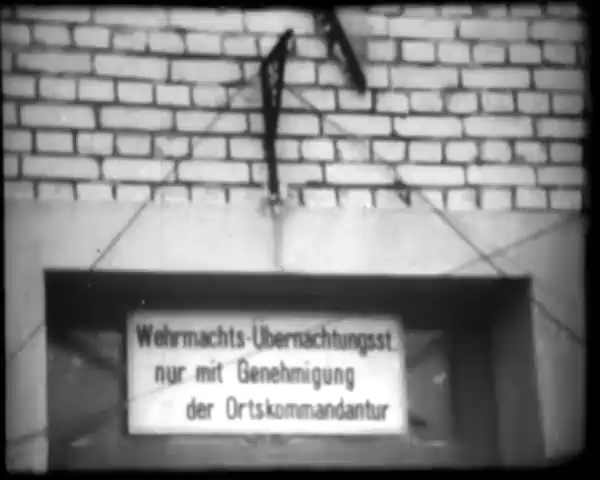 Wehrmachts-Übernachtungsst.
nur mit Genehmigung
der Ortskommandantur